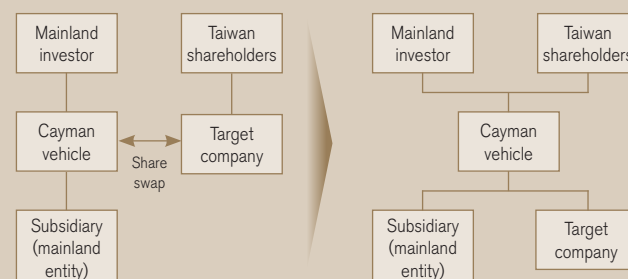 Mainland
investor
Taiwan
shareholders
Cayman
vehicle
Share
swap
Target
company
Subsidiary
(mainland
entity)
Mainland
investor
Taiwan
shareholders
Cayman
vehicle
Subsidiary
(mainland
entity)
Target
company